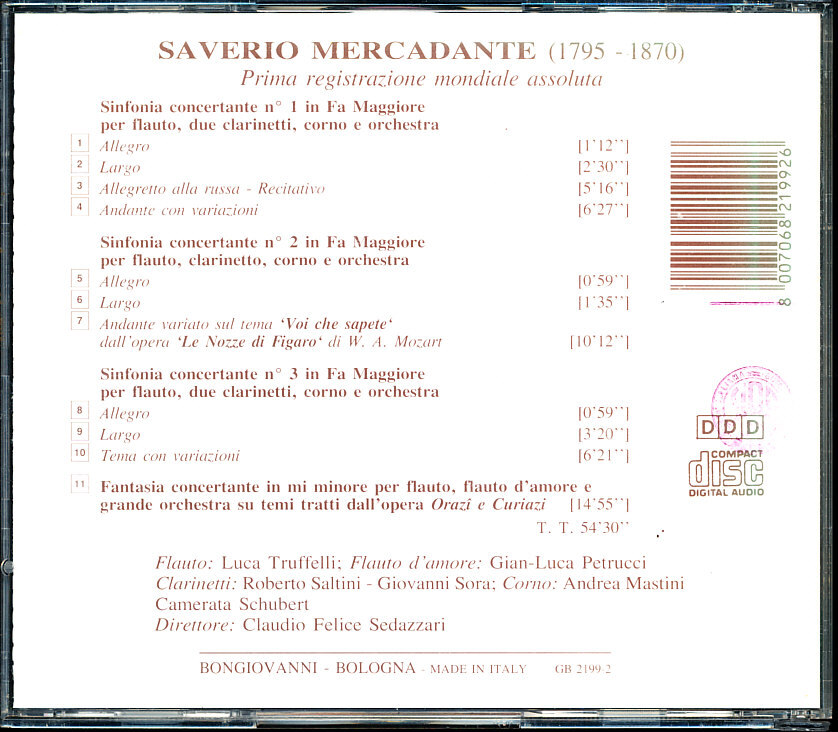 SAVERIO MERCADANTE (1795 - 1870)
Prima registrazione mondiale assoluta
Sinfonia concertante n° 1 in Fa Maggiore
per flauto, due clarinetti, corno e orchestra
1 Allegro [1'12'']
2 Largo [2'30'']
3 Allegretto alla russa - Recitativo [5'16'']
4 Andante con variazioni [6'27'']
Sinfonia concertante n° 2 in Fa Maggiore
per flauto, clarinetto, corno e orchestra
5 Allegro [0'59'']
6 Largo [1'35'']
7 Andante variato sul tema 'Voi che sapete'
dall'opera 'Le Nozze di Figaro' di W. A. Mozart [10'12'']
Sinfonia concertante n° 3 in Fa Maggiore
per flauto, due clarinetti, corno e orchestra
8 Allegro [0'59'']
9 Largo [3'20'']
10 Tema con variazioni [6'21'']
11 Fantasia concertante in mi minore per flauto, flauto d'amore e
grande orchestra su temi tratti dall'opera Orazî e Curiazi [14'55'']
T. T. 54'30''
Flauto: Luca Truffelli; Flauto d'amore: Gian-Luca Petrucci
Clarinetti: Roberto Saltini - Giovanni Sora; Corno: Andrea Mastini
Camerata Schubert
Direttore: Claudio Felice Sedazzari
BONGIOVANNI - BOLOGNA - MADE IN ITALY GB 2199-2
8 007068 219926
DDD
COMPACT
disc
DIGITAL AUDIO